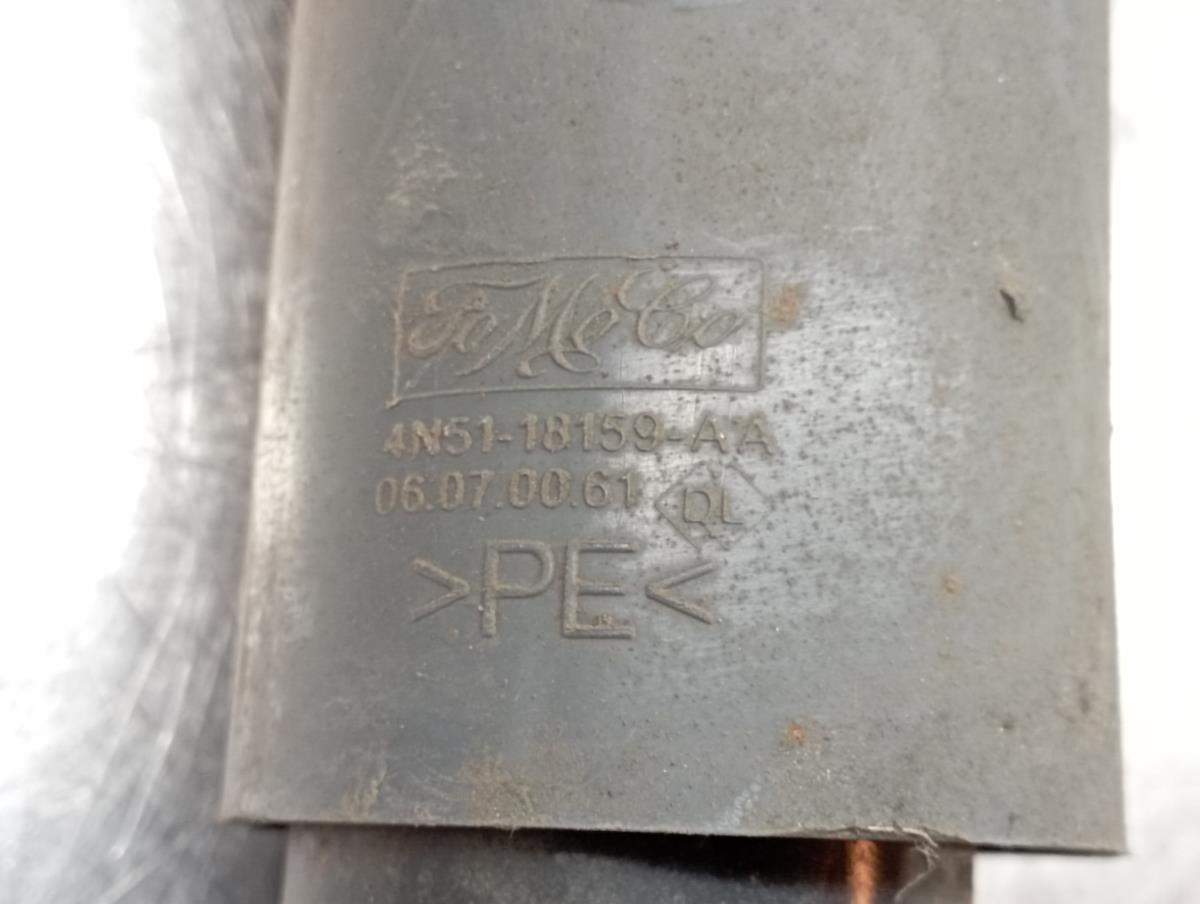 FoMoCo
4N51-18159-AA
06.07.00.61 DL
>PE<